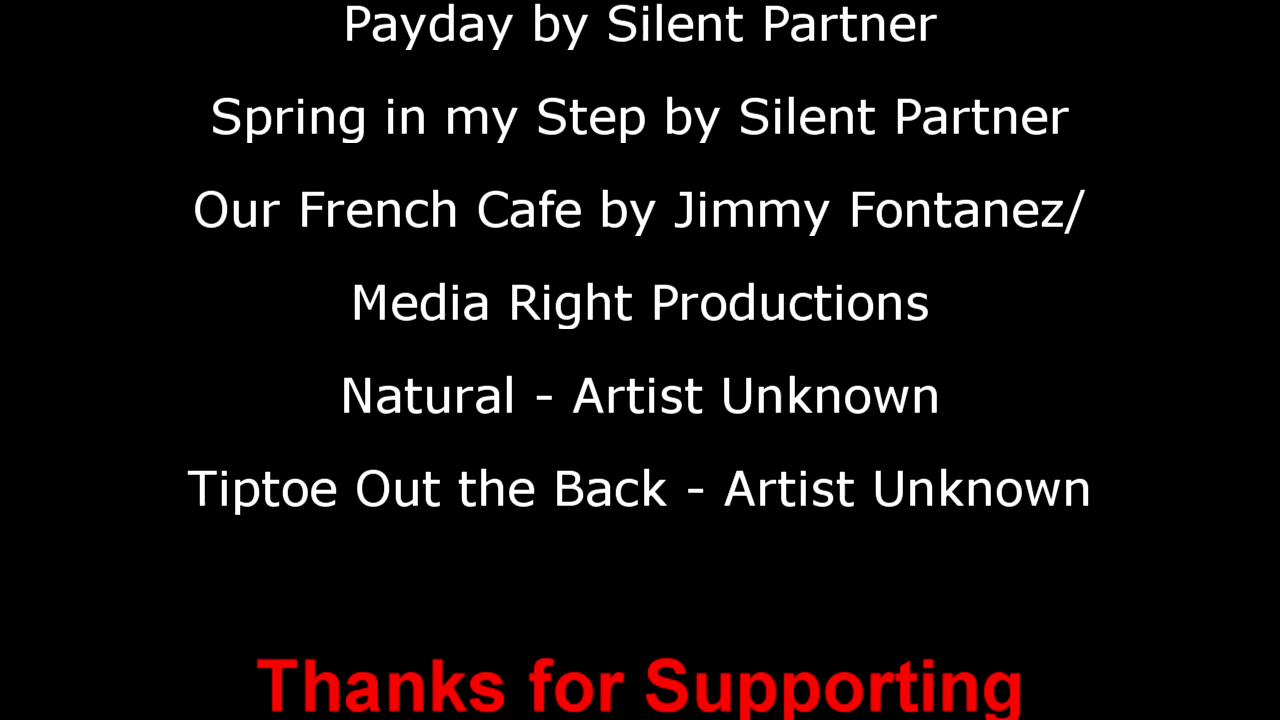 Payday by Silent Partner
Spring in my Step by Silent Partner
Our French Cafe by Jimmy Fontanez/
Media Right Productions
Natural - Artist Unknown
Tiptoe Out the Back - Artist Unknown
Thanks for Supporting